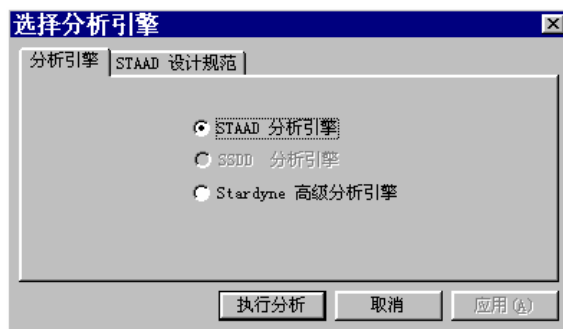 选择分析引擎
分析引擎 STAAD 设计规范
STAAD 分析引擎
SSDD 分析引擎
Stardyne 高级分析引擎
执行分析 取消 应用(A)